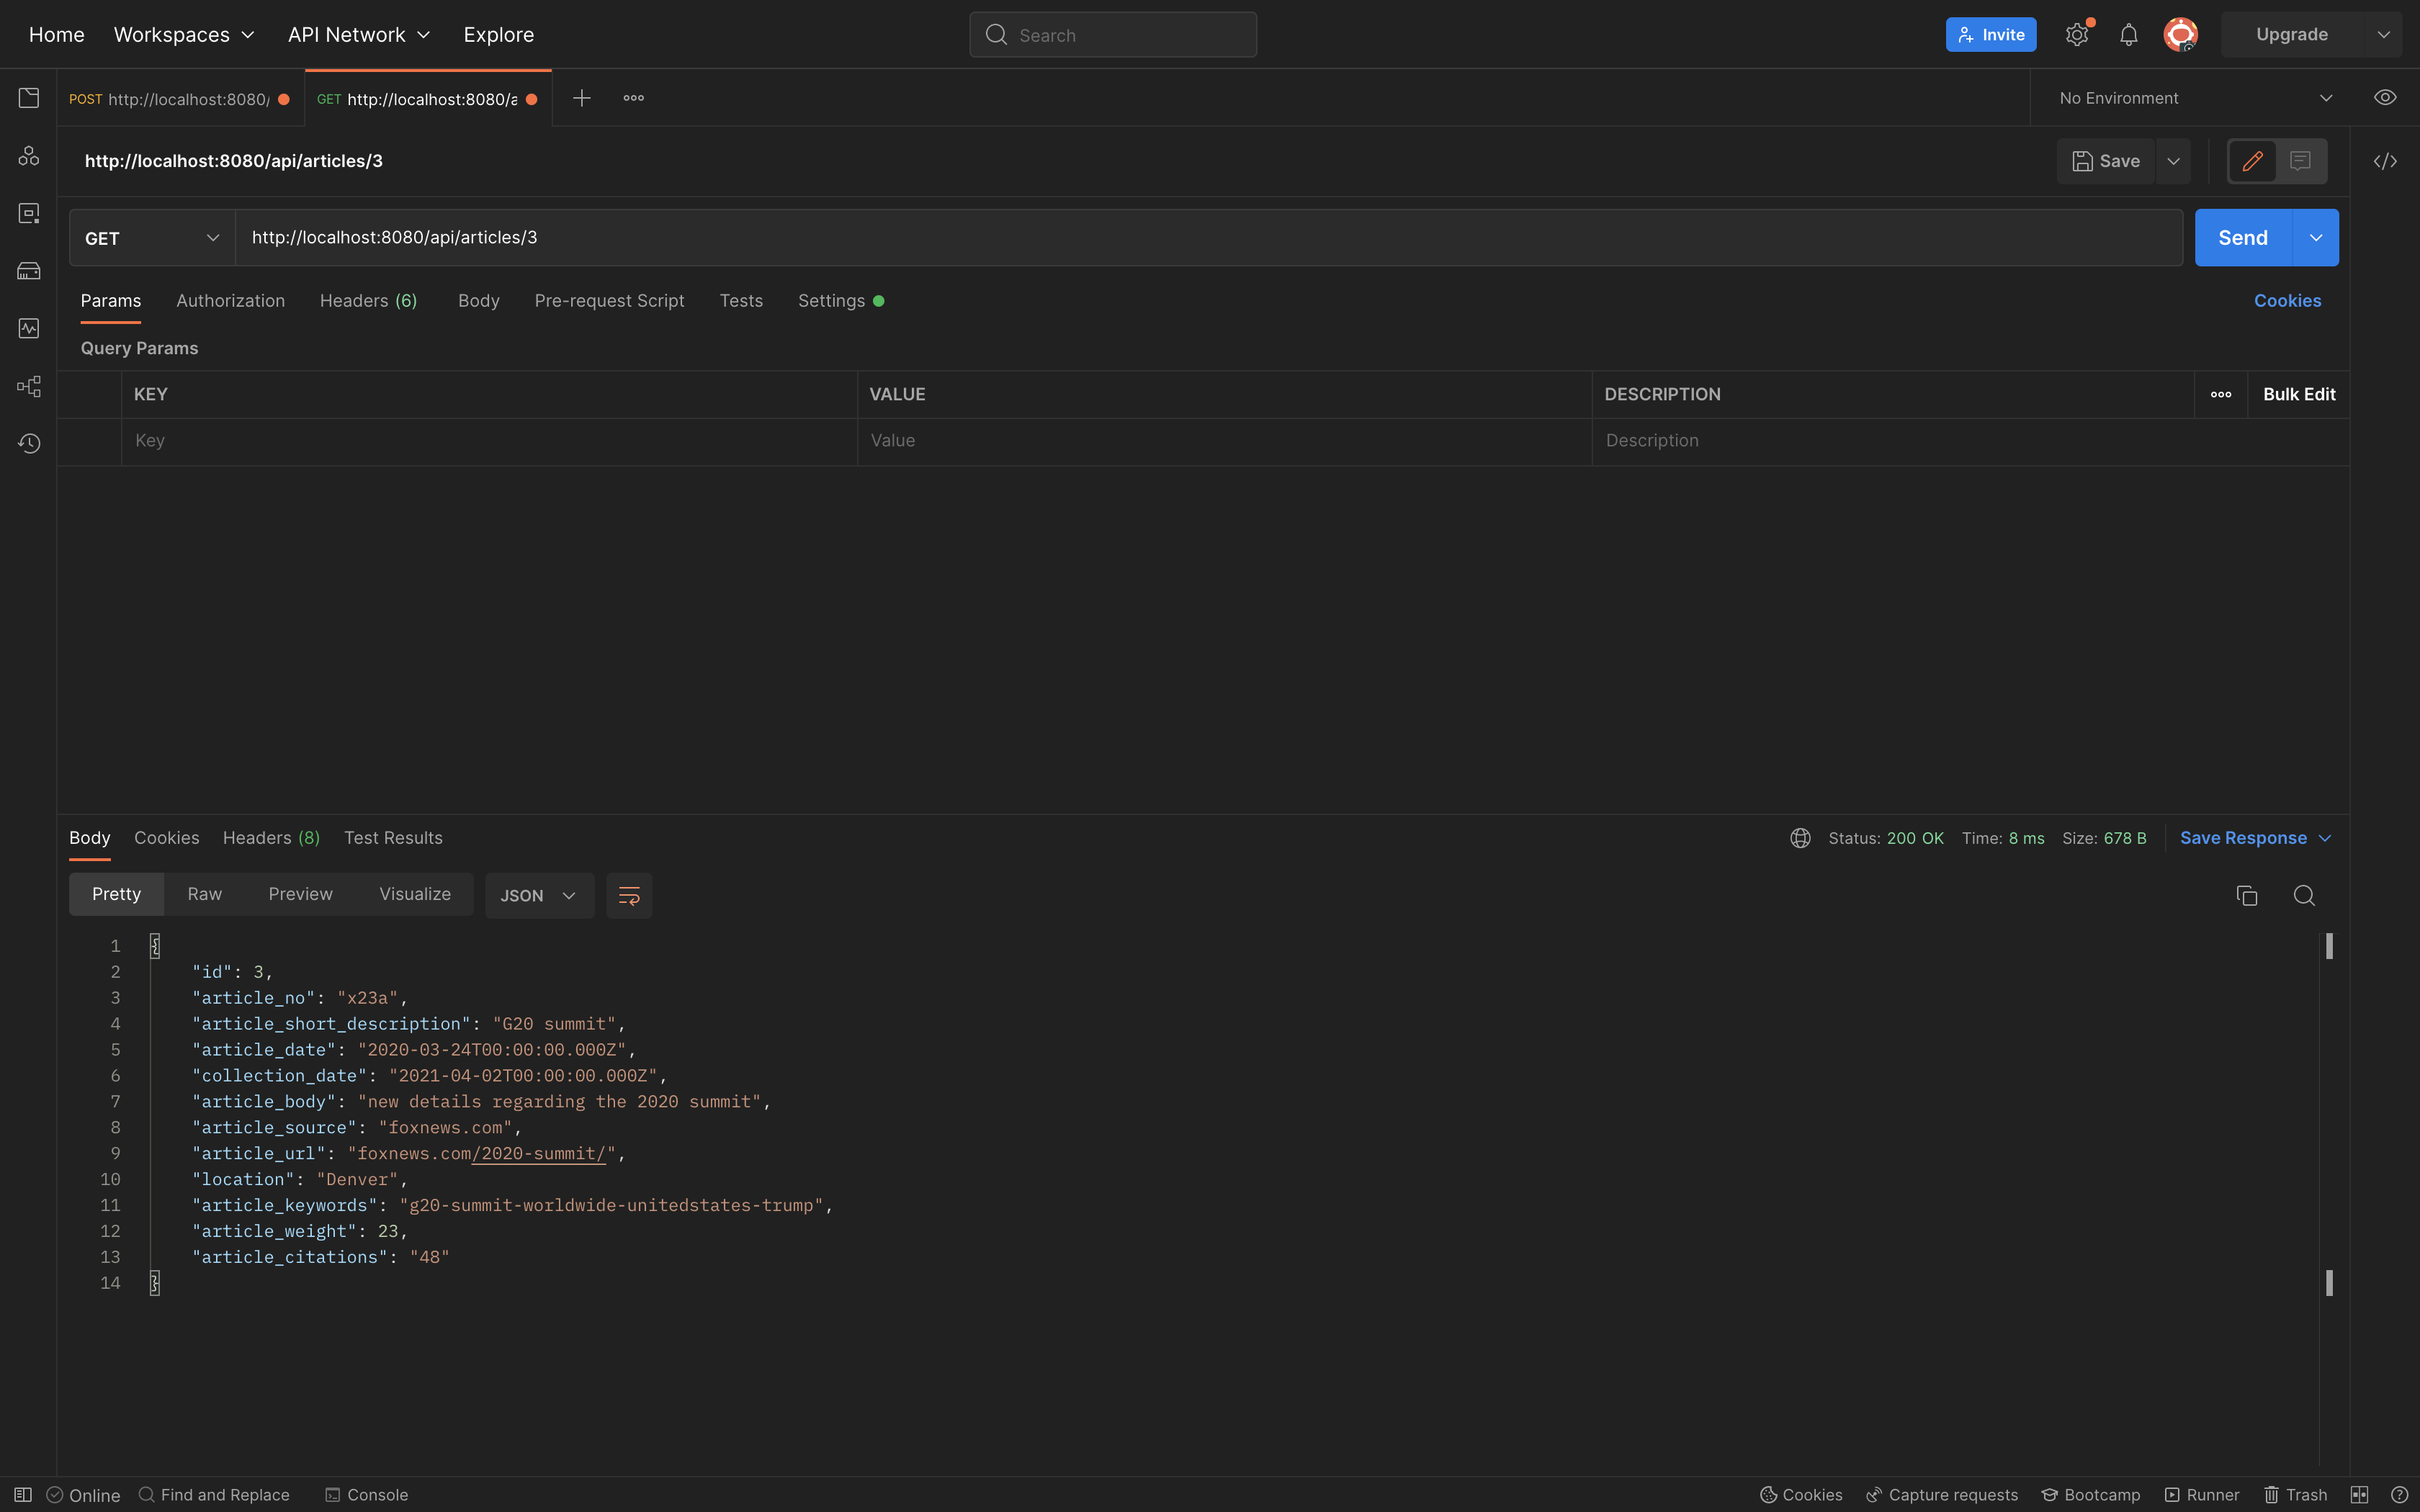 Home Workspaces API Network Explore Search Invite Upgrade
POST http://localhost:8080/ GET http://localhost:8080/a No Environment
http://localhost:8080/api/articles/3 Save
GET http://localhost:8080/api/articles/3 Send
Params Authorization Headers (6) Body Pre-request Script Tests Settings Cookies
Query Params
KEY VALUE DESCRIPTION Bulk Edit
Key Value Description
Body Cookies Headers (8) Test Results Status: 200 OK Time: 8 ms Size: 678 B Save Response
Pretty Raw Preview Visualize JSON
1 {
2 "id": 3,
3 "article_no": "x23a",
4 "article_short_description": "G20 summit",
5 "article_date": "2020-03-24T00:00:00.000Z",
6 "collection_date": "2021-04-02T00:00:00.000Z",
7 "article_body": "new details regarding the 2020 summit",
8 "article_source": "foxnews.com",
9 "article_url": "foxnews.com/2020-summit/",
10 "location": "Denver",
11 "article_keywords": "g20-summit-worldwide-unitedstates-trump",
12 "article_weight": 23,
13 "article_citations": "48"
14 }
Online Find and Replace Console Cookies Capture requests Bootcamp Runner Trash